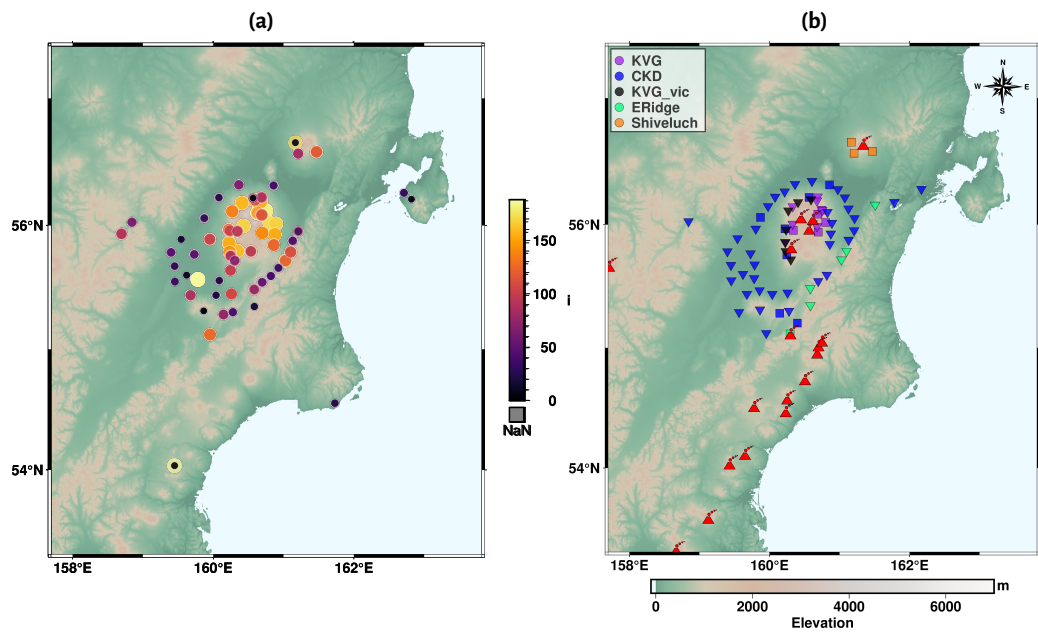 (a)
(b)
KVG
CKD
KVG_vic
ERidge
Shiveluch
N
W
E
S
56°N
54°N
158°E
160°E
162°E
150
100
50
0
i
NaN
56°N
54°N
158°E
160°E
162°E
m
0
2000
4000
6000
Elevation